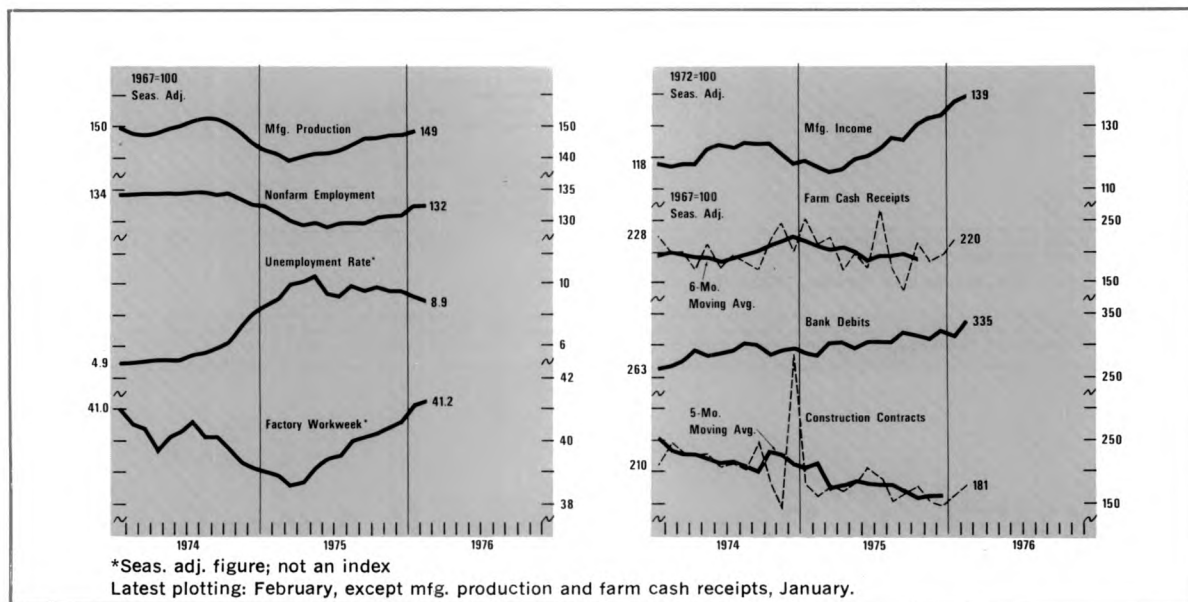 1967=100
Seas. Adj.
150
Mfg. Production
149
150
140
134
Nonfarm Employment
132
135
130
Unemployment Rate*
10
8.9
6
4.9
42
41.0
Factory Workweek*
41.2
40
38
1974
1975
1976
1972=100
Seas. Adj.
139
130
Mfg. Income
118
110
1967=100
Seas. Adj.
Farm Cash Receipts
250
228
220
150
6-Mo.
Moving Avg.
350
Bank Debits
335
263
250
5-Mo.
Moving Avg.
Construction Contracts
250
210
181
150
1974
1975
1976
*Seas. adj. figure; not an index
Latest plotting: February, except mfg. production and farm cash receipts, January.